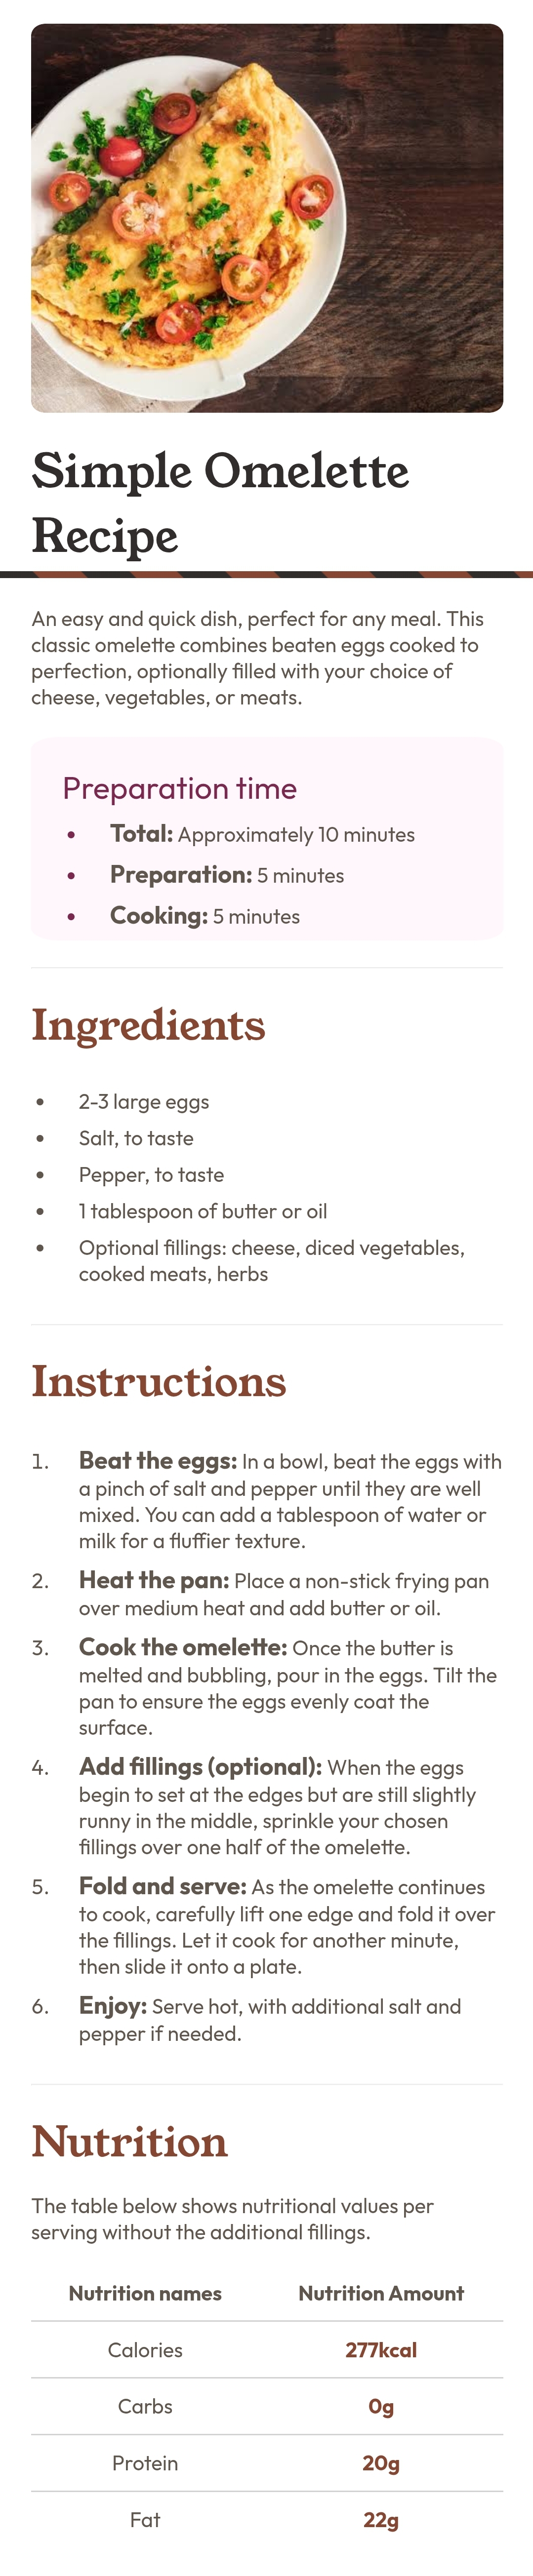 Simple Omelette
Recipe
An easy and quick dish, perfect for any meal. This
classic omelette combines beaten eggs cooked to
perfection, optionally filled with your choice of
cheese, vegetables, or meats.
Preparation time
• Total: Approximately 10 minutes
• Preparation: 5 minutes
• Cooking: 5 minutes
Ingredients
• 2-3 large eggs
• Salt, to taste
• Pepper, to taste
• 1 tablespoon of butter or oil
• Optional fillings: cheese, diced vegetables,
cooked meats, herbs
Instructions
1. Beat the eggs: In a bowl, beat the eggs with
a pinch of salt and pepper until they are well
mixed. You can add a tablespoon of water or
milk for a fluffier texture.
2. Heat the pan: Place a non-stick frying pan
over medium heat and add butter or oil.
3. Cook the omelette: Once the butter is
melted and bubbling, pour in the eggs. Tilt the
pan to ensure the eggs evenly coat the
surface.
4. Add fillings (optional): When the eggs
begin to set at the edges but are still slightly
runny in the middle, sprinkle your chosen
fillings over one half of the omelette.
5. Fold and serve: As the omelette continues
to cook, carefully lift one edge and fold it over
the fillings. Let it cook for another minute,
then slide it onto a plate.
6. Enjoy: Serve hot, with additional salt and
pepper if needed.
Nutrition
The table below shows nutritional values per
serving without the additional fillings.
Nutrition names Nutrition Amount
Calories 277kcal
Carbs 0g
Protein 20g
Fat 22g